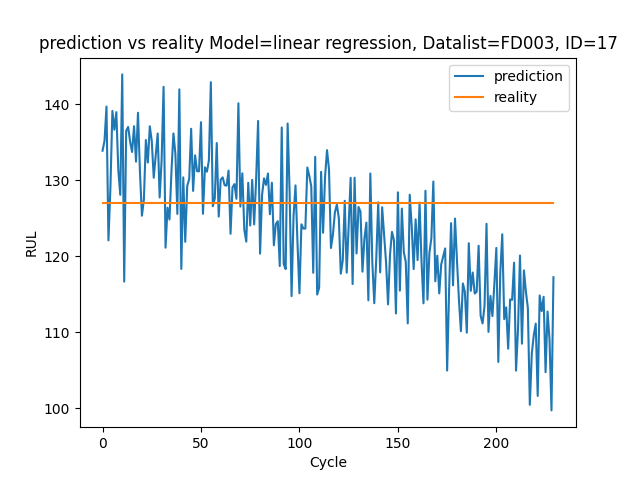 prediction vs reality Model=linear regression, Datalist=FD003, ID=17
prediction
reality
RUL
140
130
120
110
100
0 50 100 150 200
Cycle